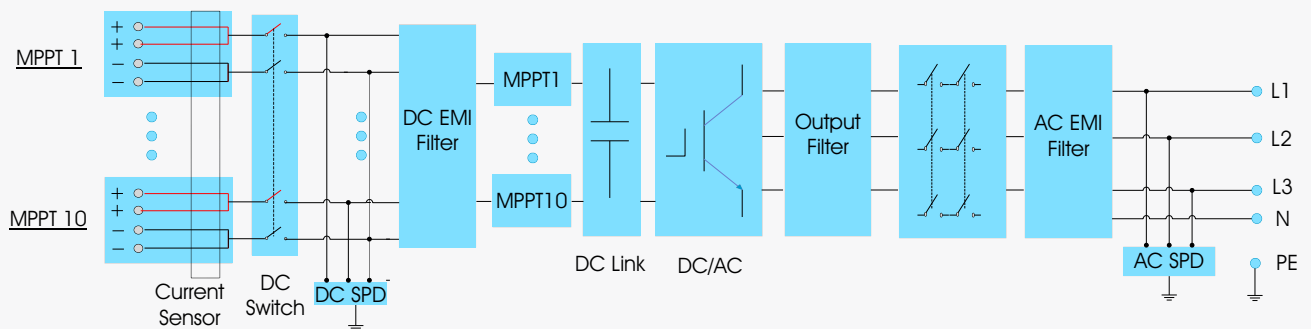 MPPT 1
+
+
−
−
MPPT 10
+
+
−
−
Current
Sensor
DC
Switch
DC SPD
DC EMI
Filter
MPPT1
MPPT10
DC Link
DC/AC
Output
Filter
AC EMI
Filter
AC SPD
L1
L2
L3
N
PE